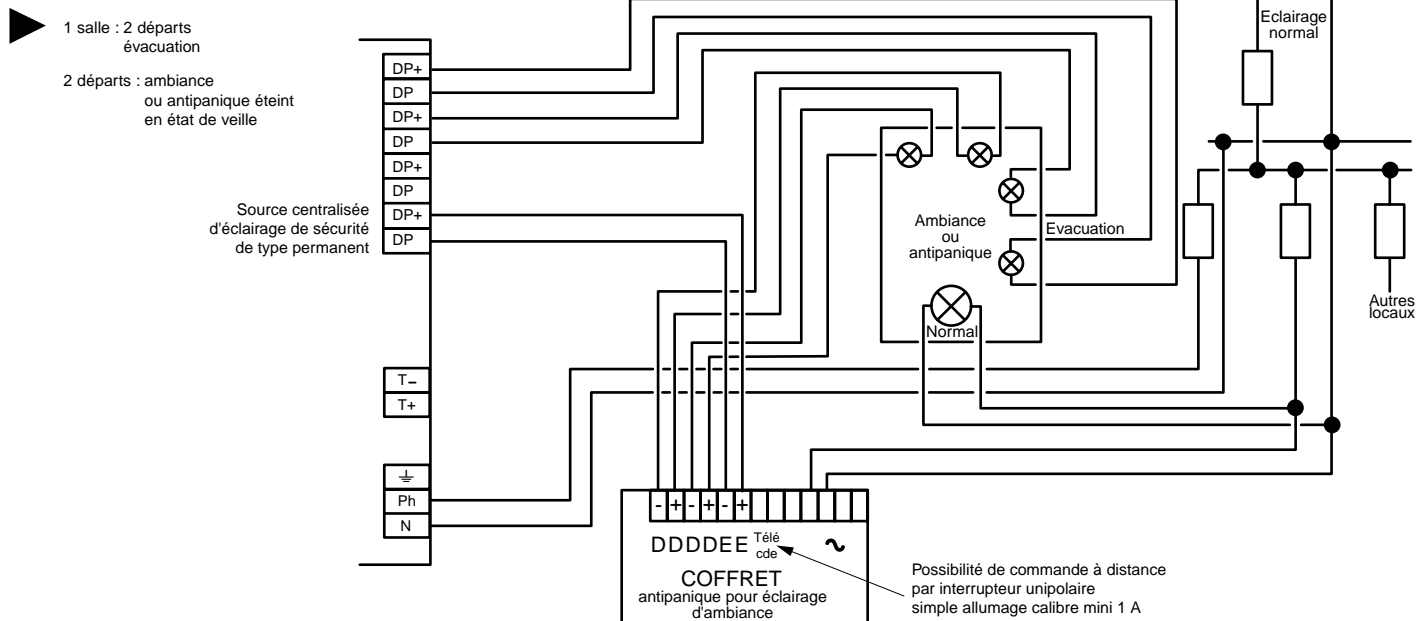 1 salle : 2 départs
évacuation
2 départs : ambiance
ou antipanique éteint
en état de veille
Source centralisée
d'éclairage de sécurité
de type permanent
DP+
DP
DP+
DP
DP+
DP
DP+
DP
T-
T+
Ph
N
Ambiance
ou
antipanique
Evacuation
Normal
Eclairage
normal
Autres
locaux
- + - + - +
DDDDEE Télé
cde ~
COFFRET
antipanique pour éclairage
d'ambiance
Possibilité de commande à distance
par interrupteur unipolaire
simple allumage calibre mini 1 A